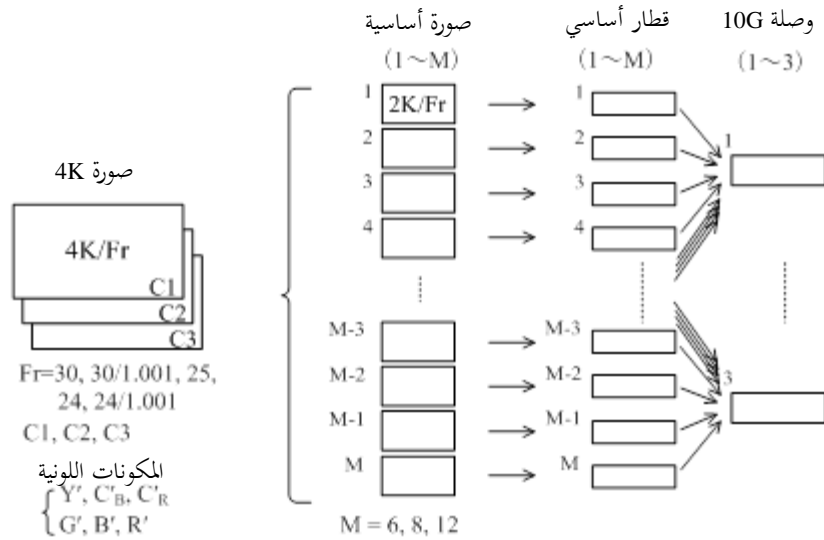 صورة أساسية
(1~M)
قطار أساسي
(1~M)
وصلة 10G
(1~3)
صورة 4K
4K/Fr
C1
C2
C3
Fr=30, 30/1.001, 25,
24, 24/1.001
C1, C2, C3
المكونات اللونية
Y′, C′B, C′R
G′, B′, R′
1
2K/Fr
2
3
4
M-3
M-2
M-1
M
M = 6, 8, 12
1
2
3
4
M-3
M-2
M-1
M
1
3